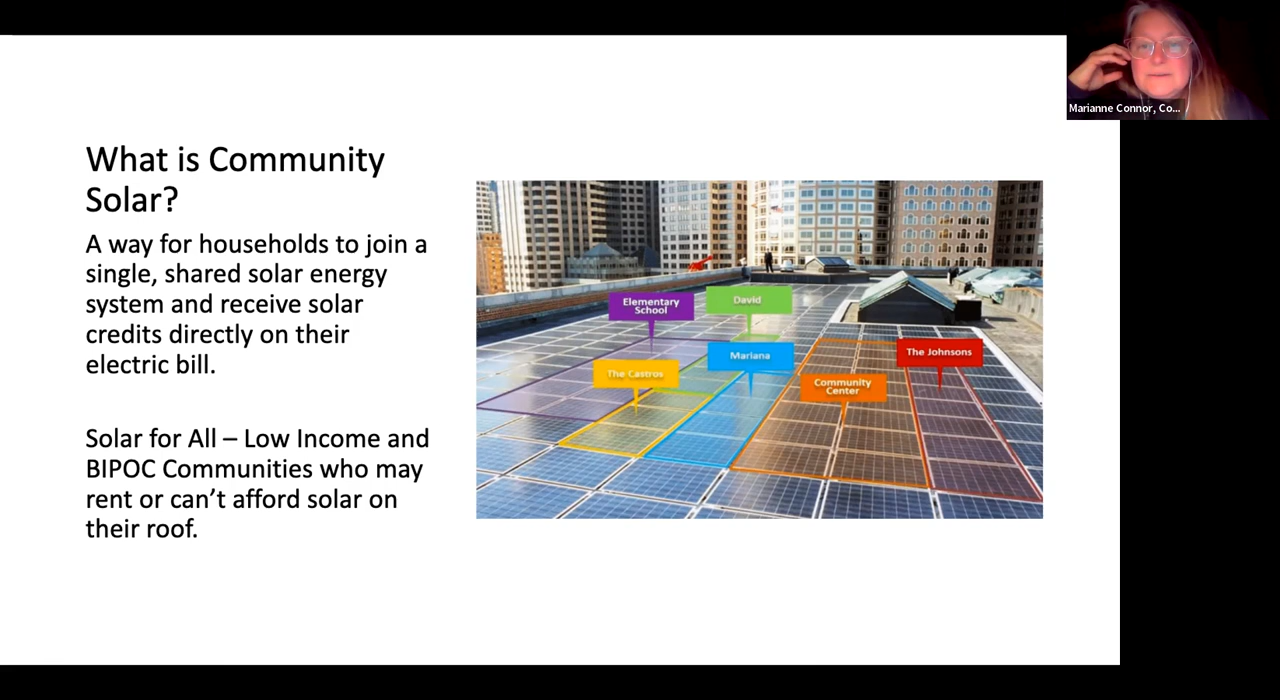 What is Community
Solar?
A way for households to join a
single, shared solar energy
system and receive solar
credits directly on their
electric bill.
Solar for All – Low Income and
BIPOC Communities who may
rent or can’t afford solar on
their roof.
Elementary
School
David
Mariana
The Castros
Community
Center
The Johnsons
Marianne Connor, Co...